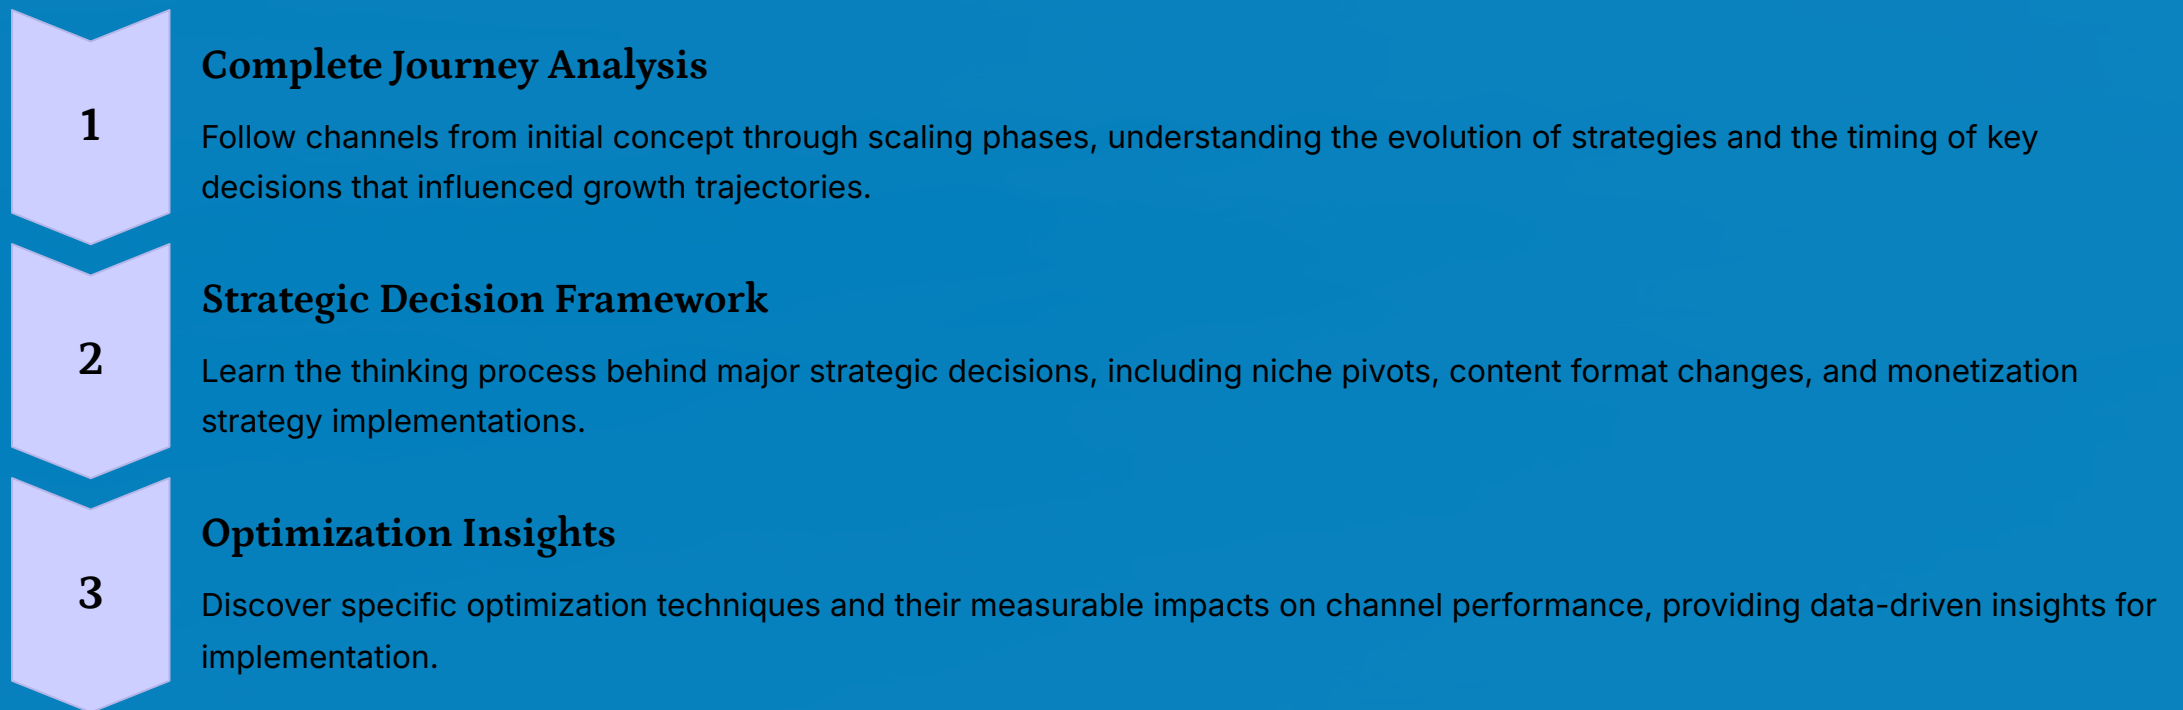 1
Complete Journey Analysis
Follow channels from initial concept through scaling phases, understanding the evolution of strategies and the timing of key
decisions that influenced growth trajectories.
2
Strategic Decision Framework
Learn the thinking process behind major strategic decisions, including niche pivots, content format changes, and monetization
strategy implementations.
3
Optimization Insights
Discover specific optimization techniques and their measurable impacts on channel performance, providing data-driven insights for
implementation.